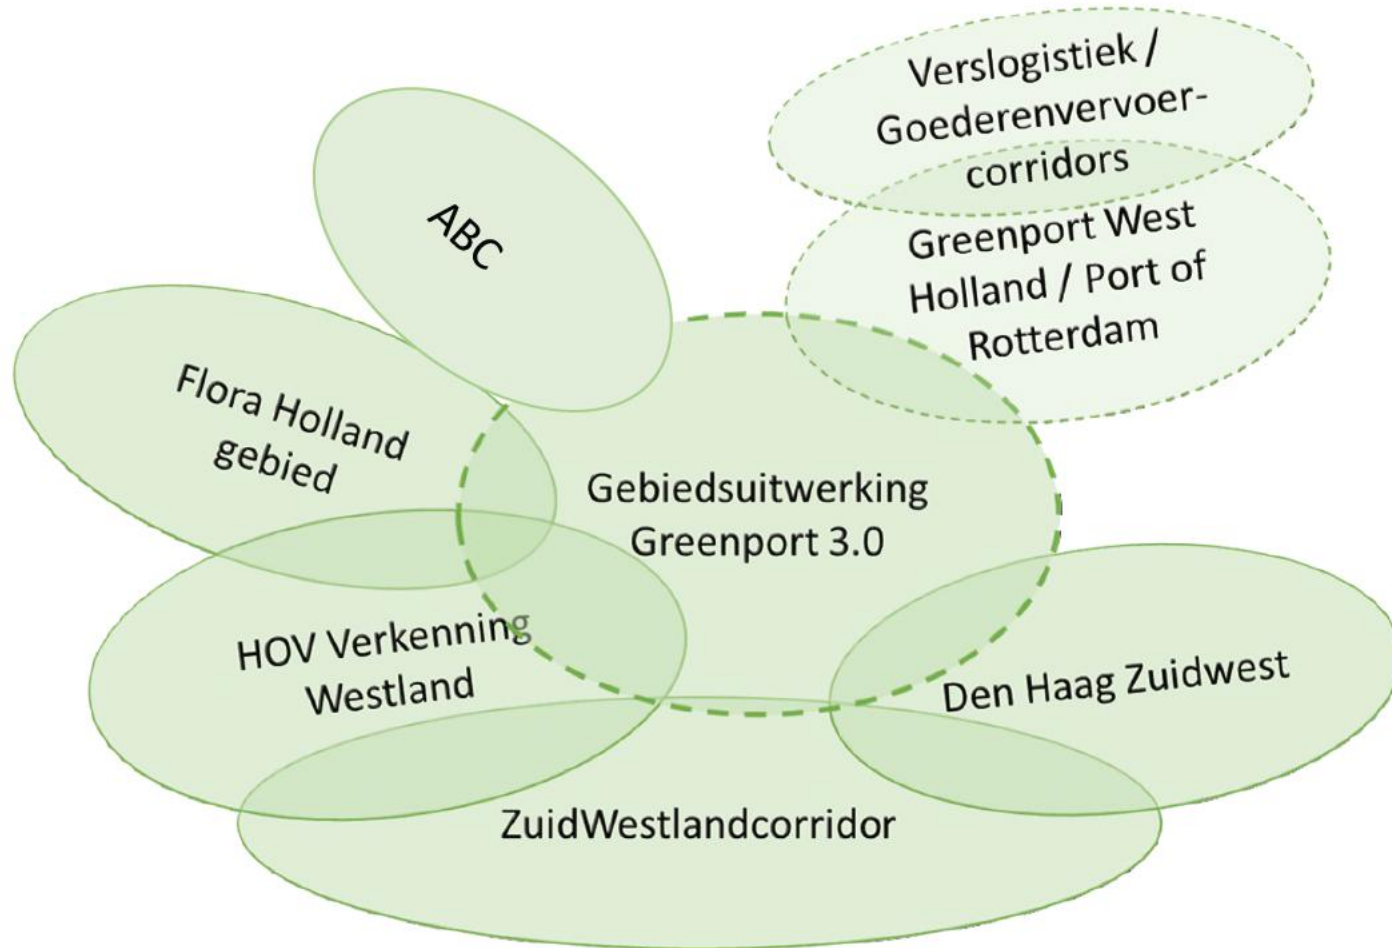 Verslogistiek /
Goederenvervoer-
corridors
Greenport West
Holland / Port of
Rotterdam
ABC
Flora Holland
gebied
Gebiedsuitwerking
Greenport 3.0
HOV Verkenning
Westland
Den Haag Zuidwest
ZuidWestlandcorridor